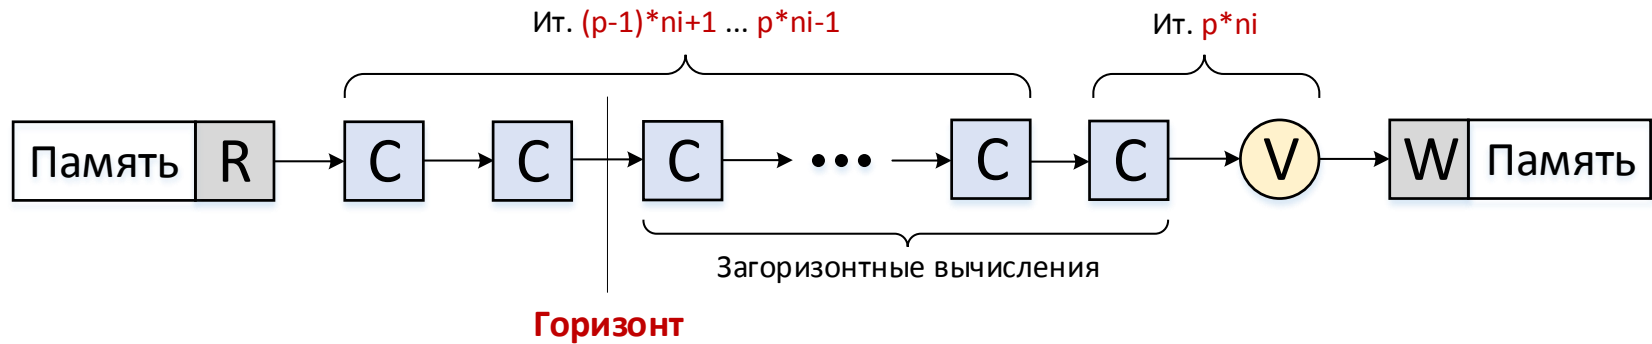 Ит. (p-1)*ni+1 ... p*ni-1
Ит. p*ni
Память R C C C ••• C C V W Память
Загоризонтные вычисления
Горизонт